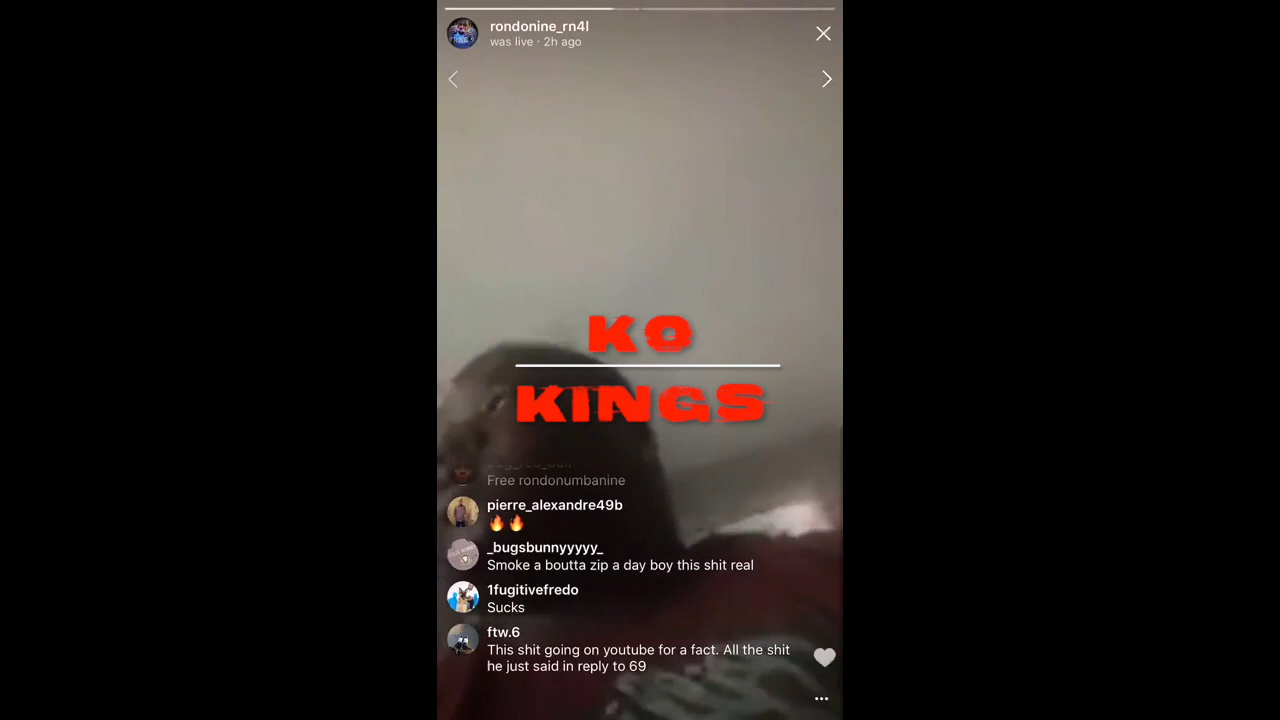 rondonine_rn4l
was live · 2h ago
KO
KINGS
Free rondonumbanine
pierre_alexandre49b
🔥🔥
_bugsbunnyyyyy_
Smoke a boutta zip a day boy this shit real
1fugitivefredo
Sucks
ftw.6
This shit going on youtube for a fact. All the shit
he just said in reply to 69